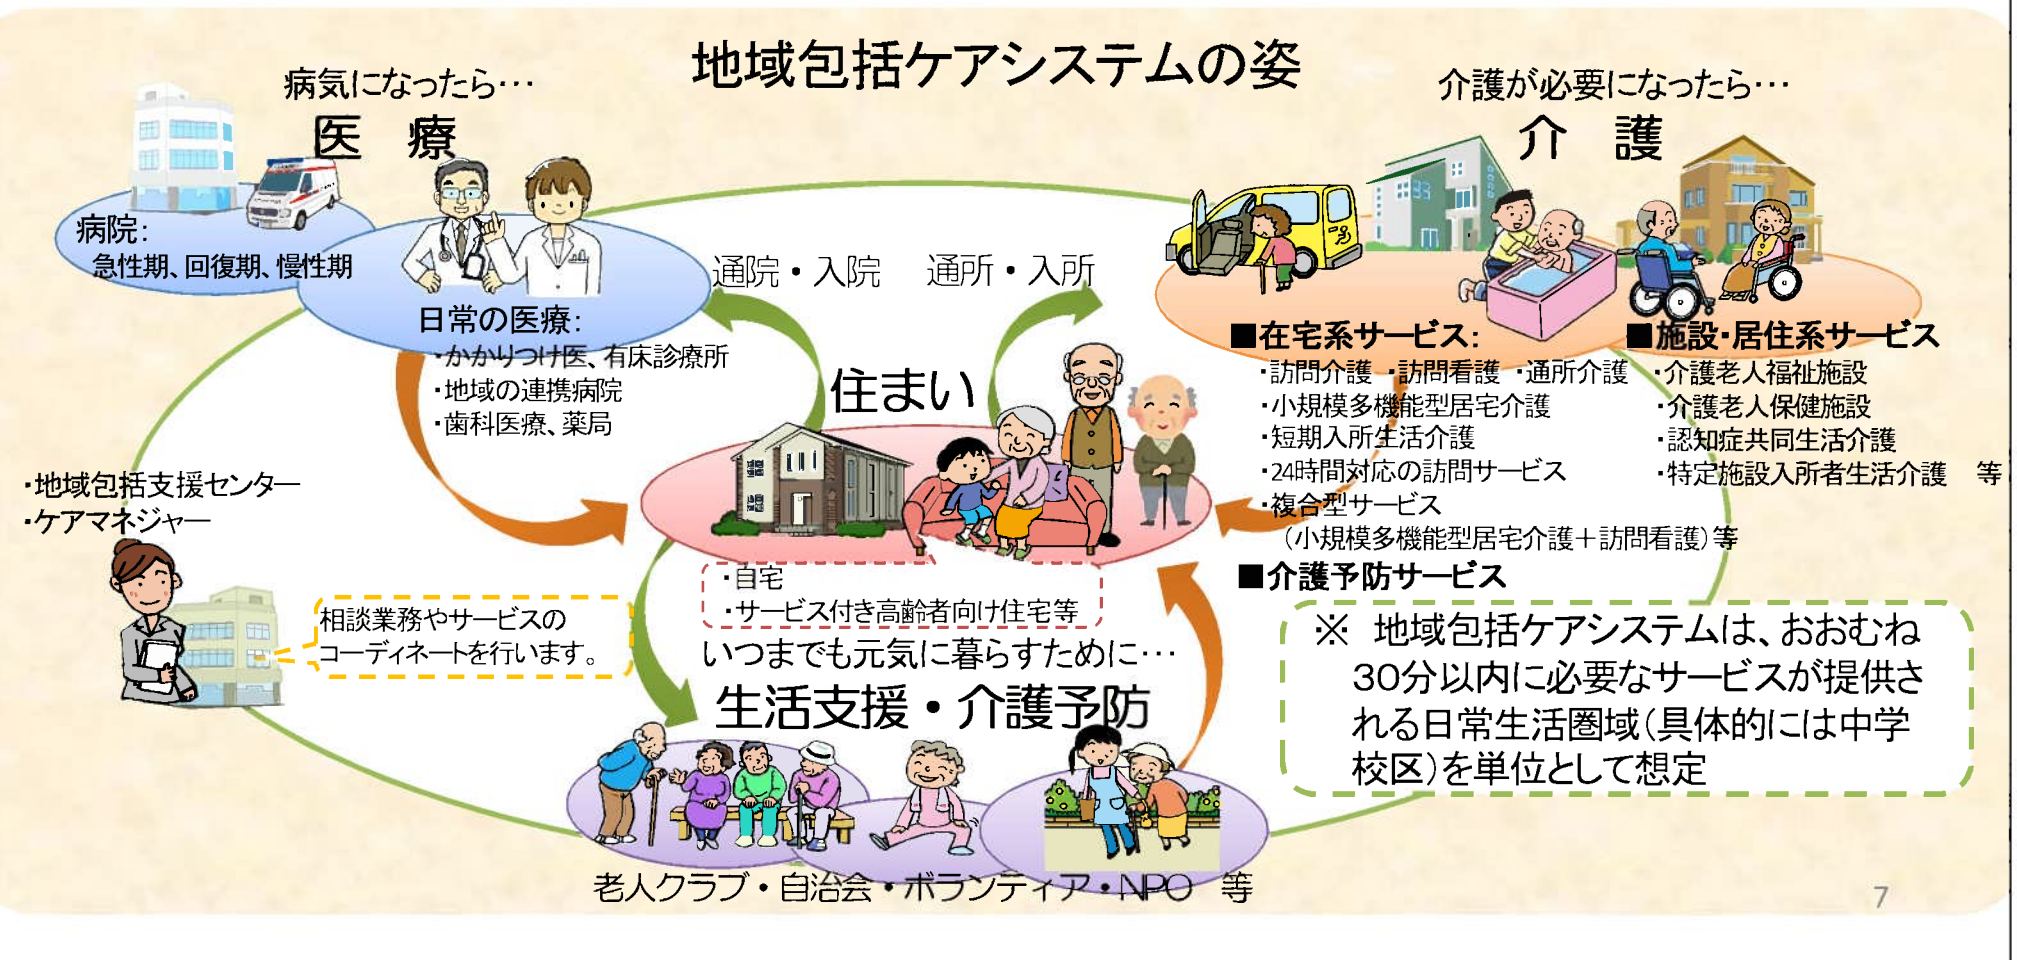 地域包括ケアシステムの姿
病気になったら…
医　療
病院:
急性期、回復期、慢性期
日常の医療:
・かかりつけ医、有床診療所
・地域の連携病院
・歯科医療、薬局
通院・入院　通所・入所
介護が必要になったら…
介　護
■在宅系サービス:
・訪問介護 ・訪問看護 ・通所介護
・小規模多機能型居宅介護
・短期入所生活介護
・24時間対応の訪問サービス
・複合型サービス
（小規模多機能型居宅介護＋訪問看護）等
■介護予防サービス
■施設・居住系サービス
・介護老人福祉施設
・介護老人保健施設
・認知症共同生活介護
・特定施設入所者生活介護　等
住まい
・自宅
・サービス付き高齢者向け住宅等
・地域包括支援センター
・ケアマネジャー
相談業務やサービスの
コーディネートを行います。
いつまでも元気に暮らすために…
生活支援・介護予防
老人クラブ・自治会・ボランティア・NPO　等
※　地域包括ケアシステムは、おおむね
30分以内に必要なサービスが提供さ
れる日常生活圏域（具体的には中学
校区）を単位として想定
7